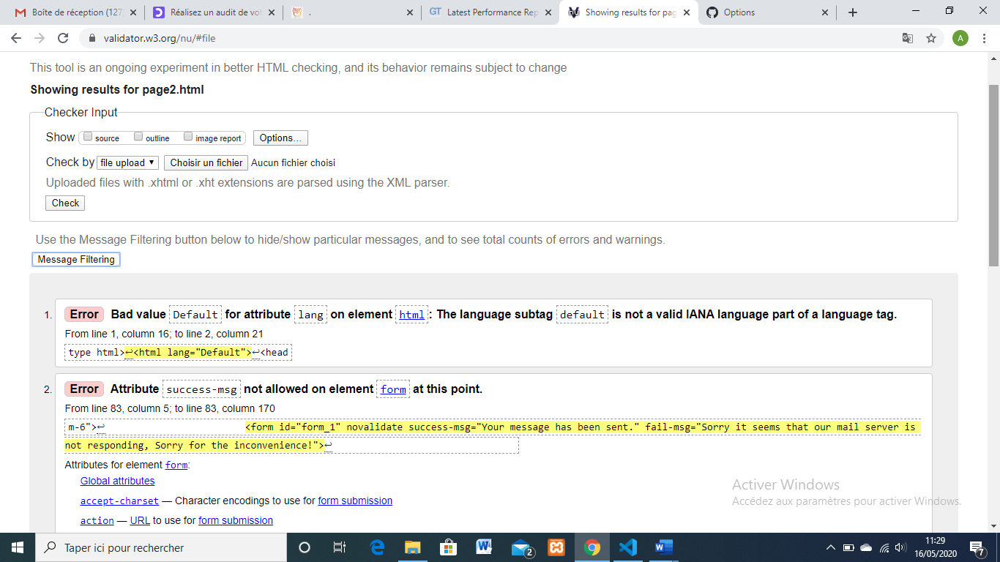 Boîte de réception (127
Réalisez un audit de vot
.
GT Latest Performance Rep
Showing results for pag
Options
validator.w3.org/nu/#file
A
This tool is an ongoing experiment in better HTML checking, and its behavior remains subject to change
Showing results for page2.html
Checker Input
Show source outline image report Options...
Check by file upload Choisir un fichier Aucun fichier choisi
Uploaded files with .xhtml or .xht extensions are parsed using the XML parser.
Check
Use the Message Filtering button below to hide/show particular messages, and to see total counts of errors and warnings.
Message Filtering
1. Error Bad value Default for attribute lang on element html: The language subtag default is not a valid IANA language part of a language tag.
From line 1, column 16; to line 2, column 21
type html>↩<html lang="Default">↩<head
2. Error Attribute success-msg not allowed on element form at this point.
From line 83, column 5; to line 83, column 170
m-6">↩ <form id="form_1" novalidate success-msg="Your message has been sent." fail-msg="Sorry it seems that our mail server is
not responding, Sorry for the inconvenience!">↩
Attributes for element form:
Global attributes
accept-charset — Character encodings to use for form submission
action — URL to use for form submission
Activer Windows
Accédez aux paramètres pour activer Windows.
Taper ici pour rechercher
2
11:29
16/05/2020
7